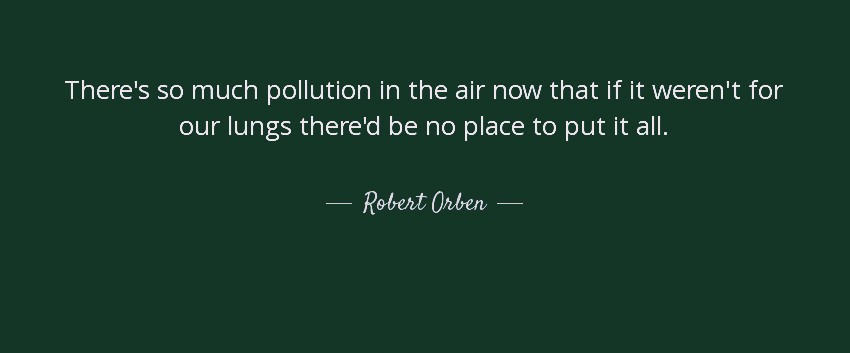 There's so much pollution in the air now that if it weren't for
our lungs there'd be no place to put it all.
— Robert Orben —